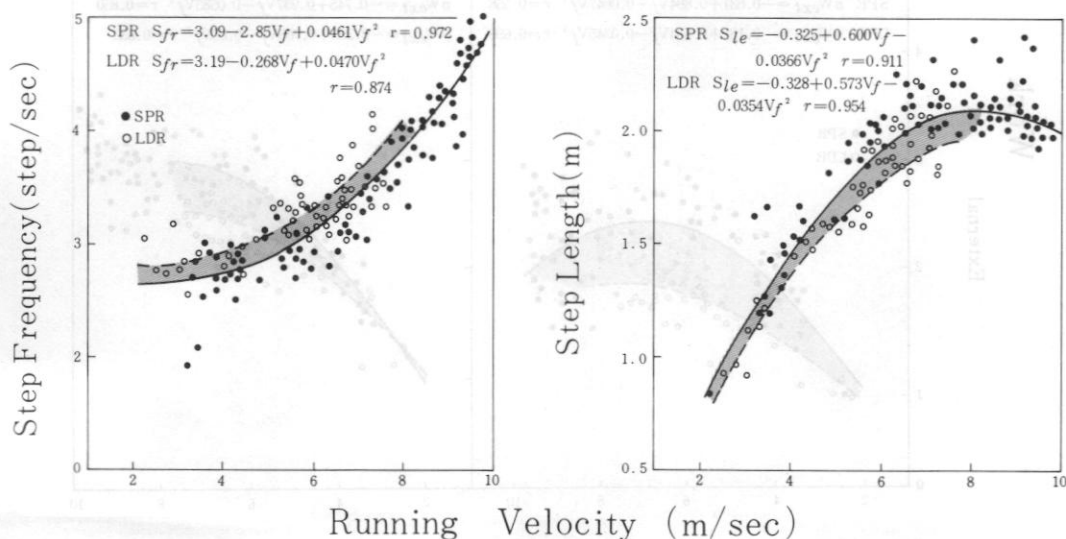 SPR Sfr=3.09−2.85Vf+0.0461Vf² r=0.972
LDR Sfr=3.19−0.268Vf+0.0470Vf²
r=0.874
●SPR
○LDR
Step Frequency(step/sec)
5
4
3
2
0
2
4
6
8
10
SPR Sle=−0.325+0.600Vf−
0.0366Vf² r=0.911
LDR Sle=−0.328+0.573Vf−
0.0354Vf² r=0.954
Step Length(m)
2.5
2.0
1.5
1.0
0.5
2
4
6
8
10
Running Velocity (m/sec)